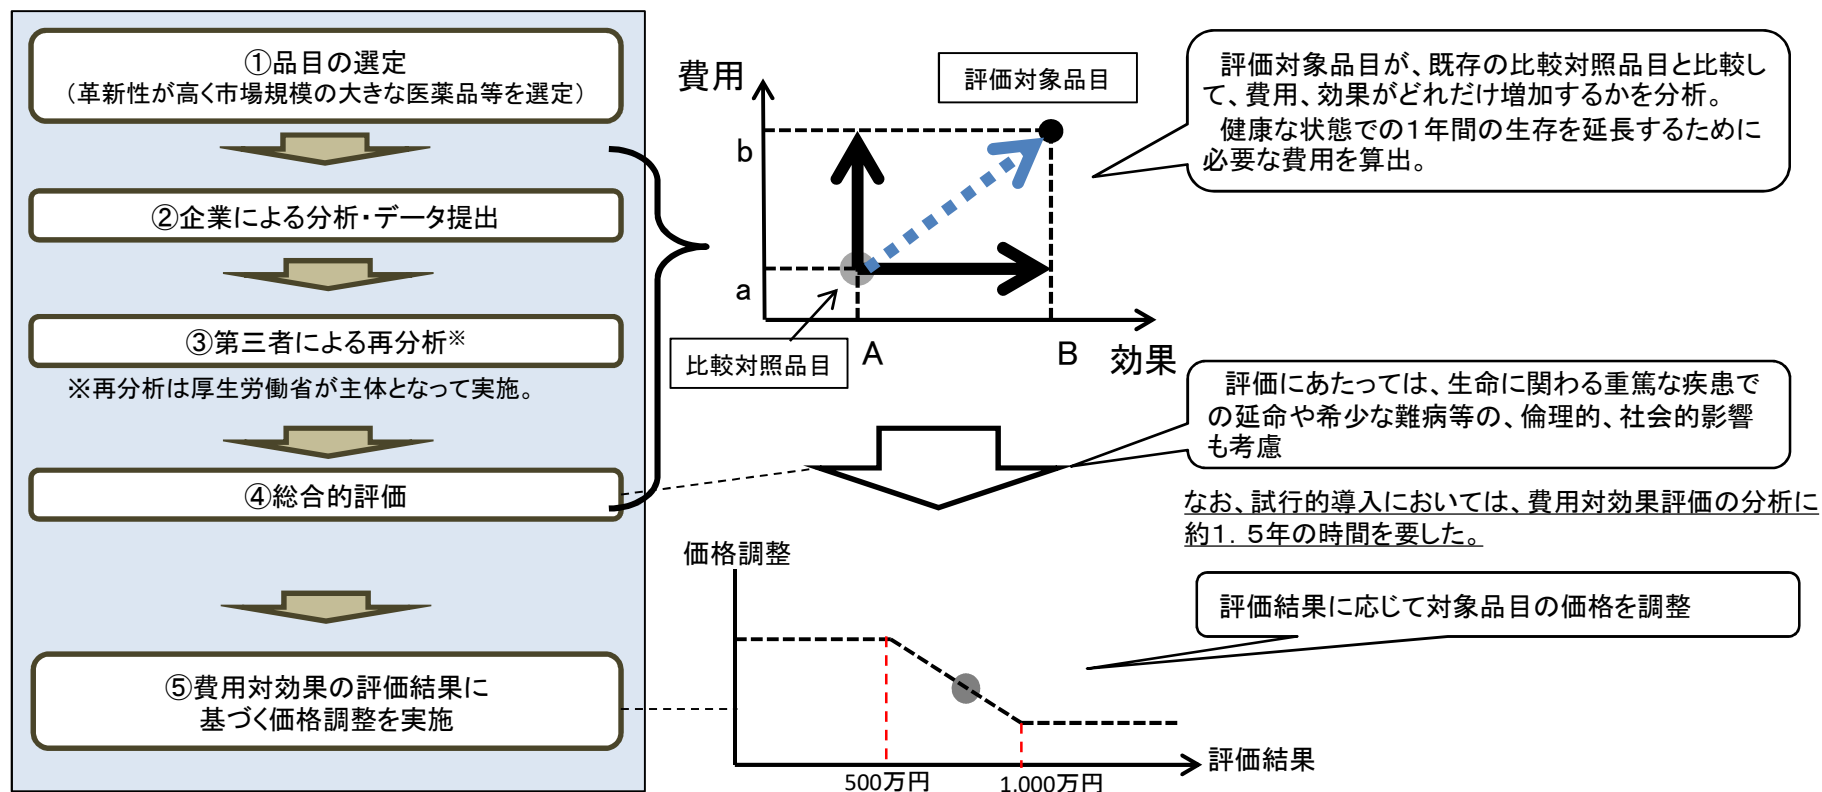 ①品目の選定
（革新性が高く市場規模の大きな医薬品等を選定）
②企業による分析・データ提出
③第三者による再分析※
※再分析は厚生労働省が主体となって実施。
④総合的評価
⑤費用対効果の評価結果に
基づく価格調整を実施
費用
評価対象品目
b
a
比較対照品目
A
B
効果
評価対象品目が、既存の比較対照品目と比較し
て、費用、効果がどれだけ増加するかを分析。
健康な状態での１年間の生存を延長するために
必要な費用を算出。
評価にあたっては、生命に関わる重篤な疾患で
の延命や希少な難病等の、倫理的、社会的影響
も考慮
なお、試行的導入においては、費用対効果評価の分析に
約１．５年の時間を要した。
価格調整
評価結果に応じて対象品目の価格を調整
評価結果
500万円
1,000万円